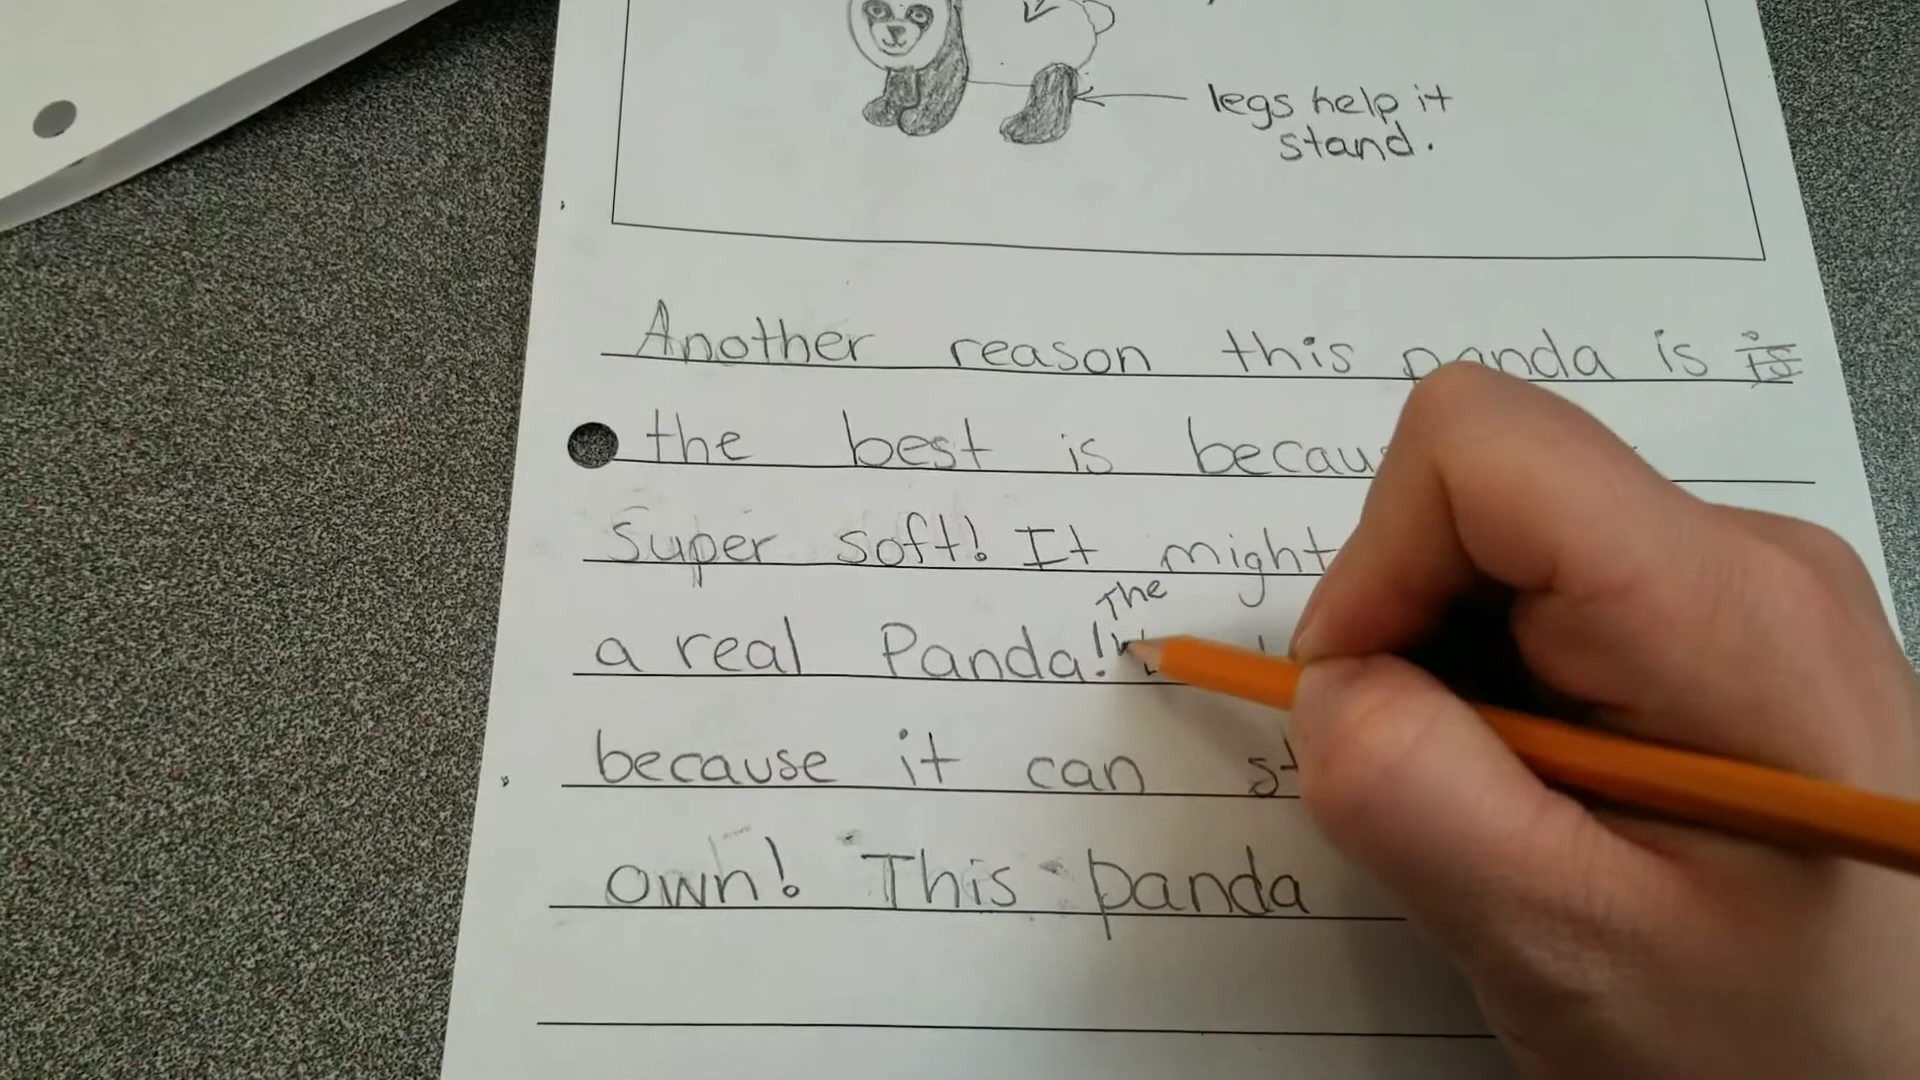 legs help it
stand.
Another reason this panda is is
the best is
Super soft! It might
The
a real Panda!
because it can
own! This panda